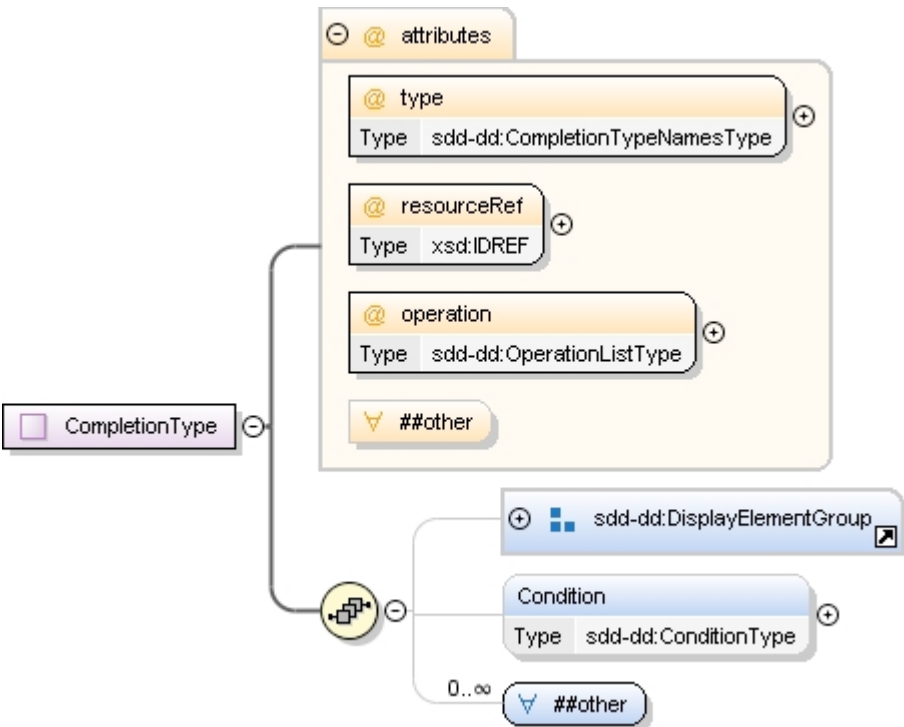 @ attributes
@ type
Type sdd-dd:CompletionTypeNamesType
@ resourceRef
Type xsd:IDREF
@ operation
Type sdd-dd:OperationListType
∀ ##other
CompletionType
sdd-dd:DisplayElementGroup
Condition
Type sdd-dd:ConditionType
0..∞
∀ ##other